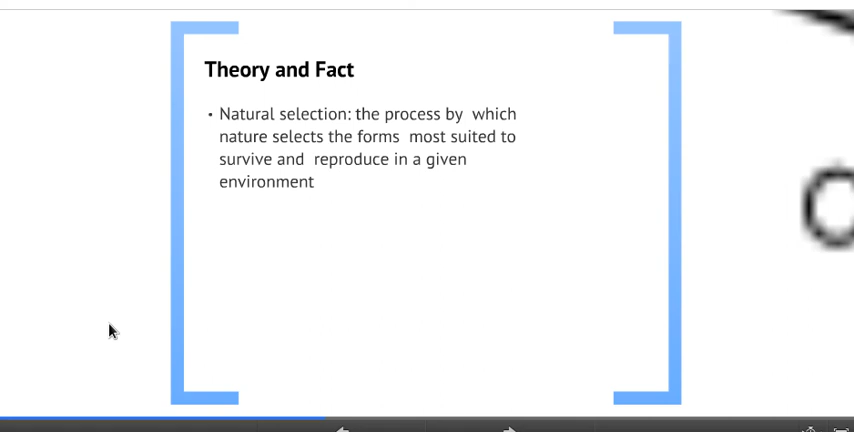 Theory and Fact
• Natural selection: the process by which
nature selects the forms most suited to
survive and reproduce in a given
environment